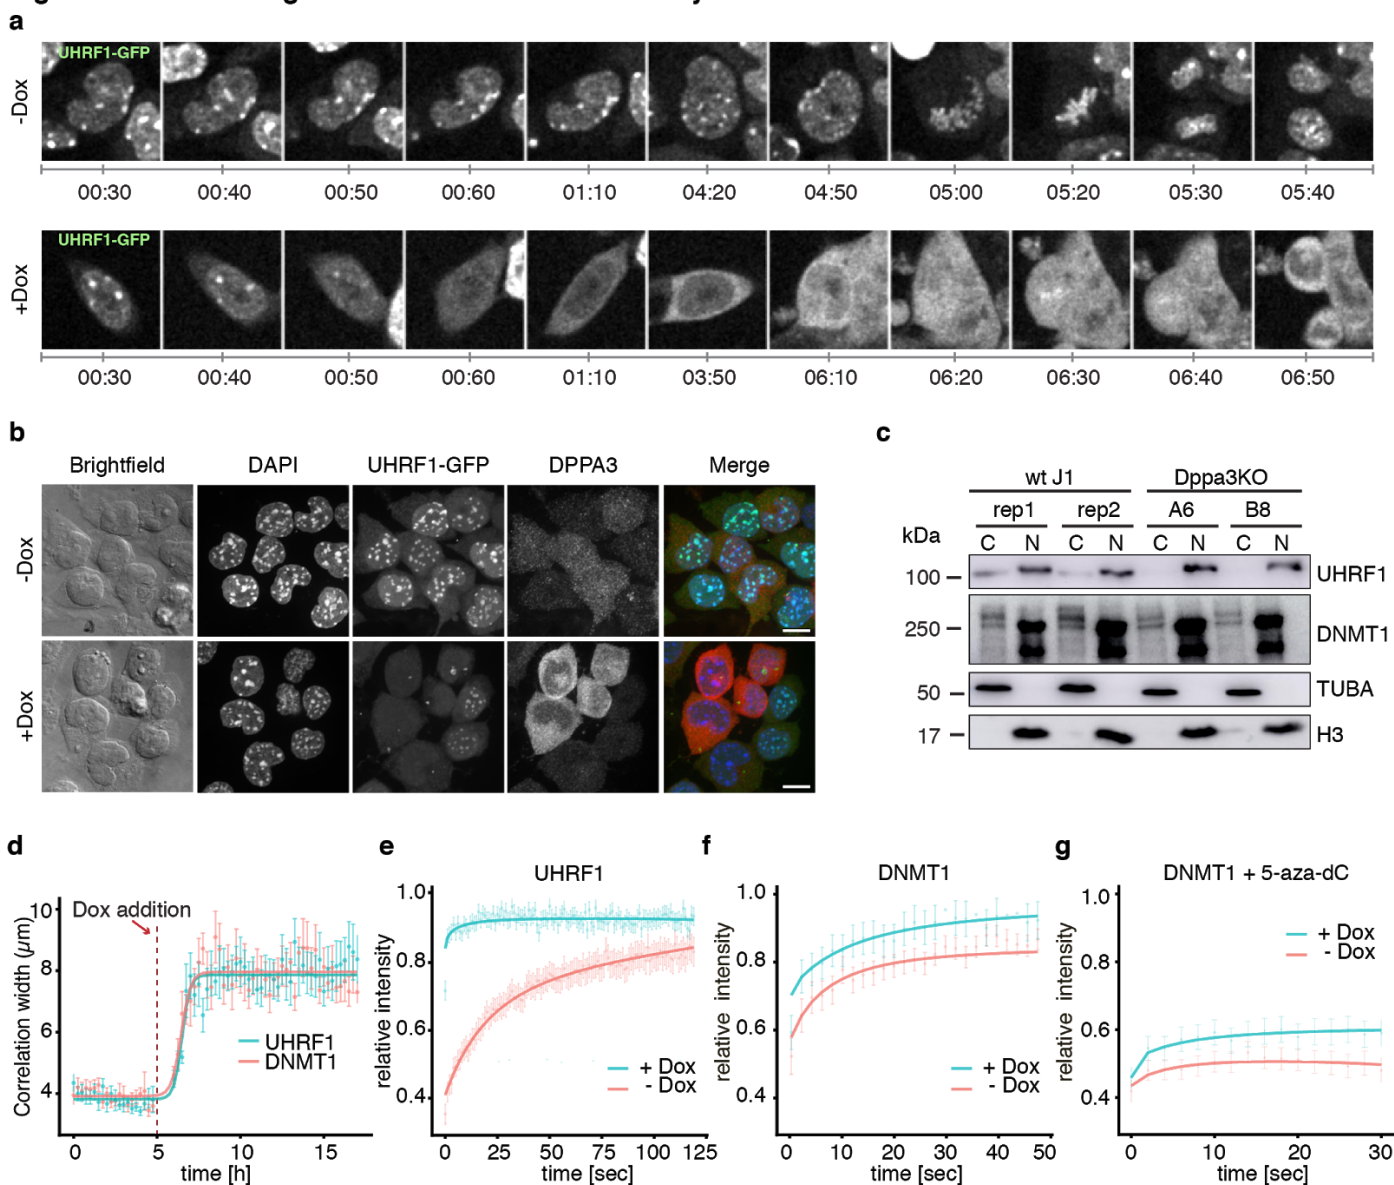 a
UHRF1-GFP
-Dox
00:30 00:40 00:50 00:60 01:10 04:20 04:50 05:00 05:20 05:30 05:40
UHRF1-GFP
+Dox
00:30 00:40 00:50 00:60 01:10 03:50 06:10 06:20 06:30 06:40 06:50
b
Brightfield DAPI UHRF1-GFP DPPA3 Merge
-Dox
+Dox
c
wt J1 Dppa3KO
rep1 rep2 A6 B8
kDa C N C N C N C N
100 UHRF1
250 DNMT1
50 TUBA
17 H3
d
Correlation width (µm)
10
8
6
4
Dox addition
UHRF1
DNMT1
0 5 10 15
time [h]
e
UHRF1
relative intensity
1.0
0.8
0.6
0.4
+ Dox
- Dox
0 25 50 75 100 125
time [sec]
f
DNMT1
relative intensity
1.0
0.8
0.6
0.4
+ Dox
- Dox
0 10 20 30 40 50
time [sec]
g
DNMT1 + 5-aza-dC
relative intensity
1.0
0.8
0.6
0.4
+ Dox
- Dox
0 10 20 30
time [sec]